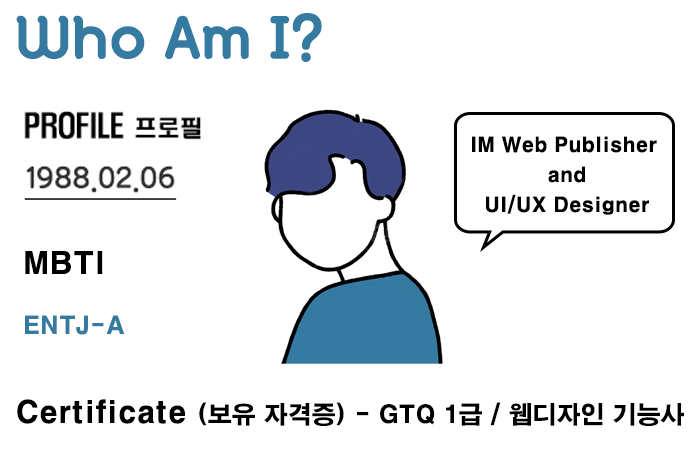 Who Am I?
PROFILE 프로필
1988.02.06
MBTI
ENTJ-A
IM Web Publisher
and
UI/UX Designer
Certificate (보유 자격증) - GTQ 1급 / 웹디자인 기능사